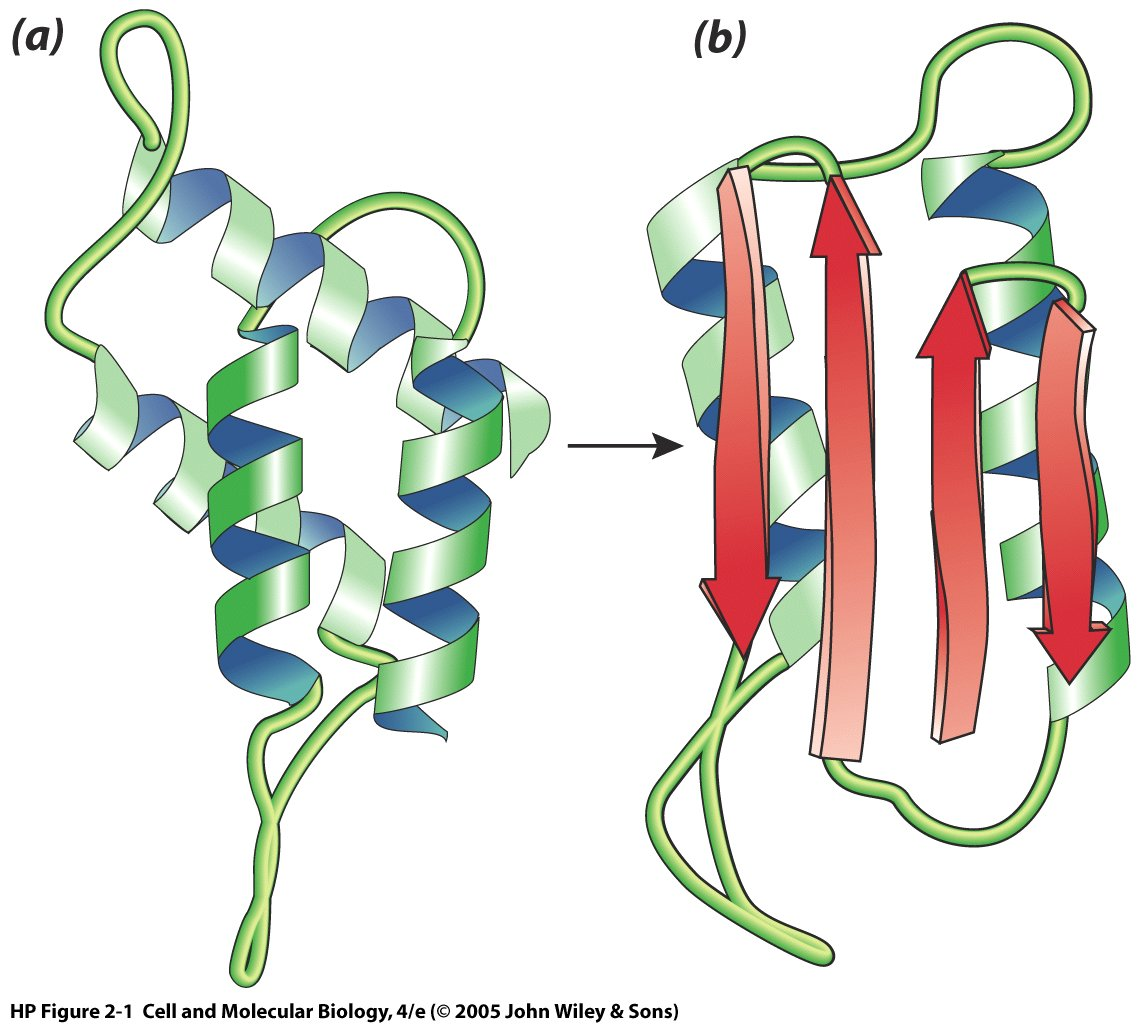 (a)
(b)
HP Figure 2-1 Cell and Molecular Biology, 4/e (© 2005 John Wiley & Sons)